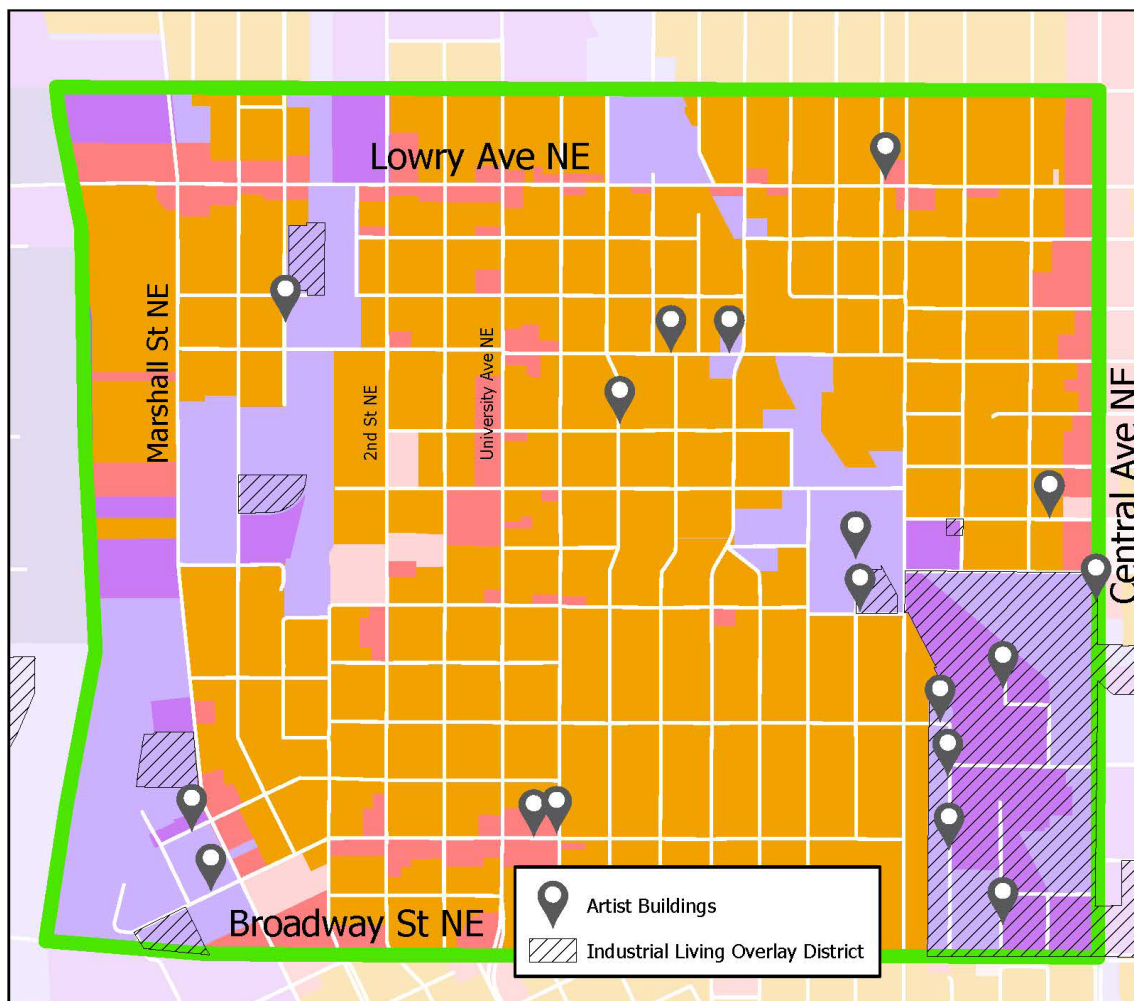 Lowry Ave NE
Marshall St NE
2nd St NE
University Ave NE
Central Ave NE
Broadway St NE
Artist Buildings
Industrial Living Overlay District